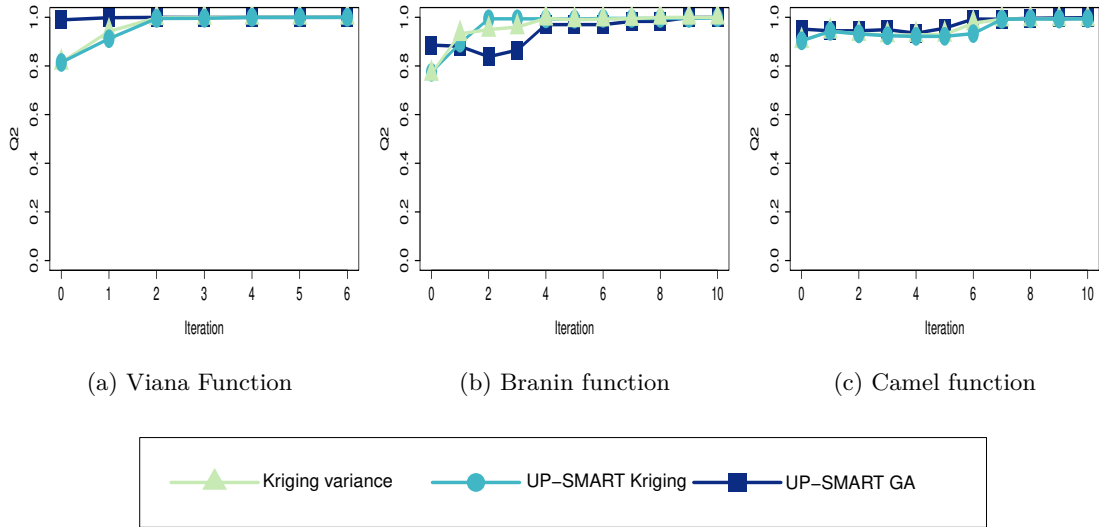 Q2
0.0 0.2 0.4 0.6 0.8 1.0
0 1 2 3 4 5 6
Iteration
(a) Viana Function
Q2
0.0 0.2 0.4 0.6 0.8 1.0
0 2 4 6 8 10
Iteration
(b) Branin function
Q2
0.0 0.2 0.4 0.6 0.8 1.0
0 2 4 6 8 10
Iteration
(c) Camel function
Kriging variance
UP−SMART Kriging
UP−SMART GA